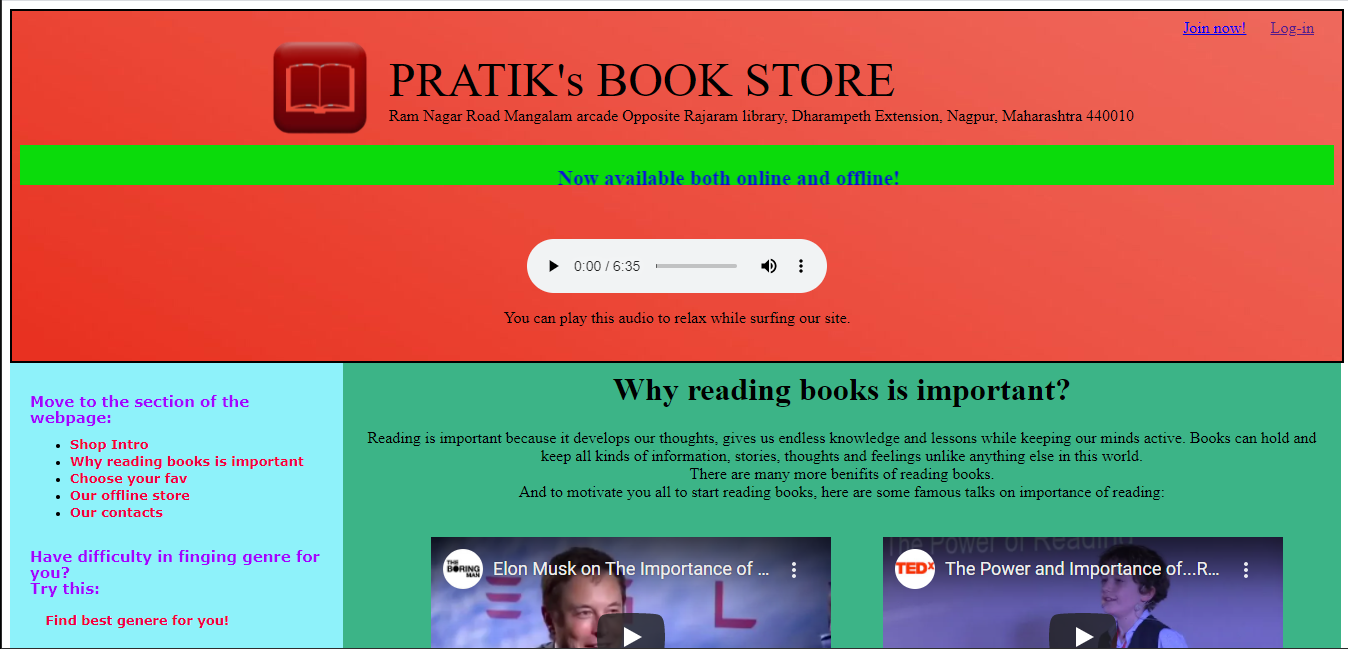 Join now! Log-in
PRATIK's BOOK STORE
Ram Nagar Road Mangalam arcade Opposite Rajaram library, Dharampeth Extension, Nagpur, Maharashtra 440010
Now available both online and offline!
0:00 / 6:35
You can play this audio to relax while surfing our site.
Move to the section of the
webpage:
Shop Intro
Why reading books is important
Choose your fav
Our offline store
Our contacts
Have difficulty in finging genre for
you?
Try this:
Find best genere for you!
Why reading books is important?
Reading is important because it develops our thoughts, gives us endless knowledge and lessons while keeping our minds active. Books can hold and
keep all kinds of information, stories, thoughts and feelings unlike anything else in this world.
There are many more benifits of reading books.
And to motivate you all to start reading books, here are some famous talks on importance of reading:
THE
BORING
MAN
Elon Musk on The Importance of ...
The Power of Reading
TEDx
The Power and Importance of...R...